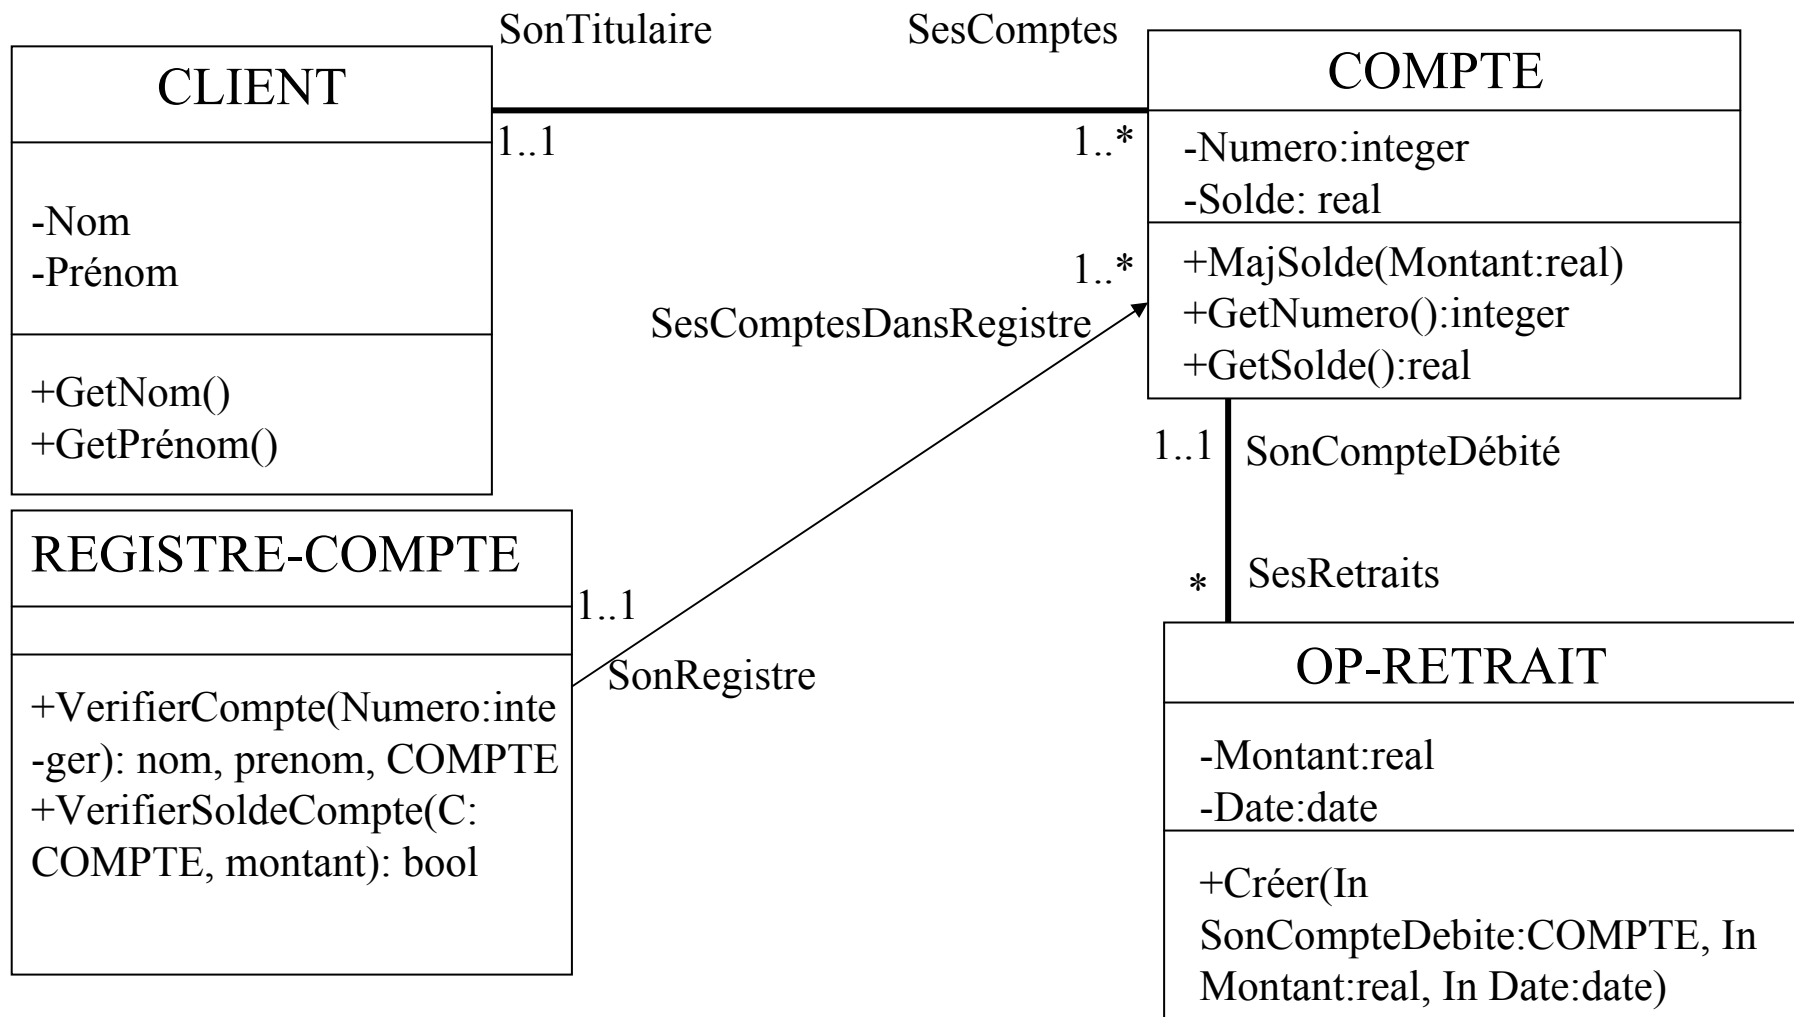 SonTitulaire
SesComptes
CLIENT
-Nom
-Prénom
+GetNom()
+GetPrénom()
1..1
1..*
COMPTE
-Numero:integer
-Solde: real
+MajSolde(Montant:real)
+GetNumero():integer
+GetSolde():real
1..*
SesComptesDansRegistre
1..1
SonCompteDébité
REGISTRE-COMPTE
+VerifierCompte(Numero:inte
-ger): nom, prenom, COMPTE
+VerifierSoldeCompte(C:
COMPTE, montant): bool
1..1
SonRegistre
*
SesRetraits
OP-RETRAIT
-Montant:real
-Date:date
+Créer(In
SonCompteDebite:COMPTE, In
Montant:real, In Date:date)